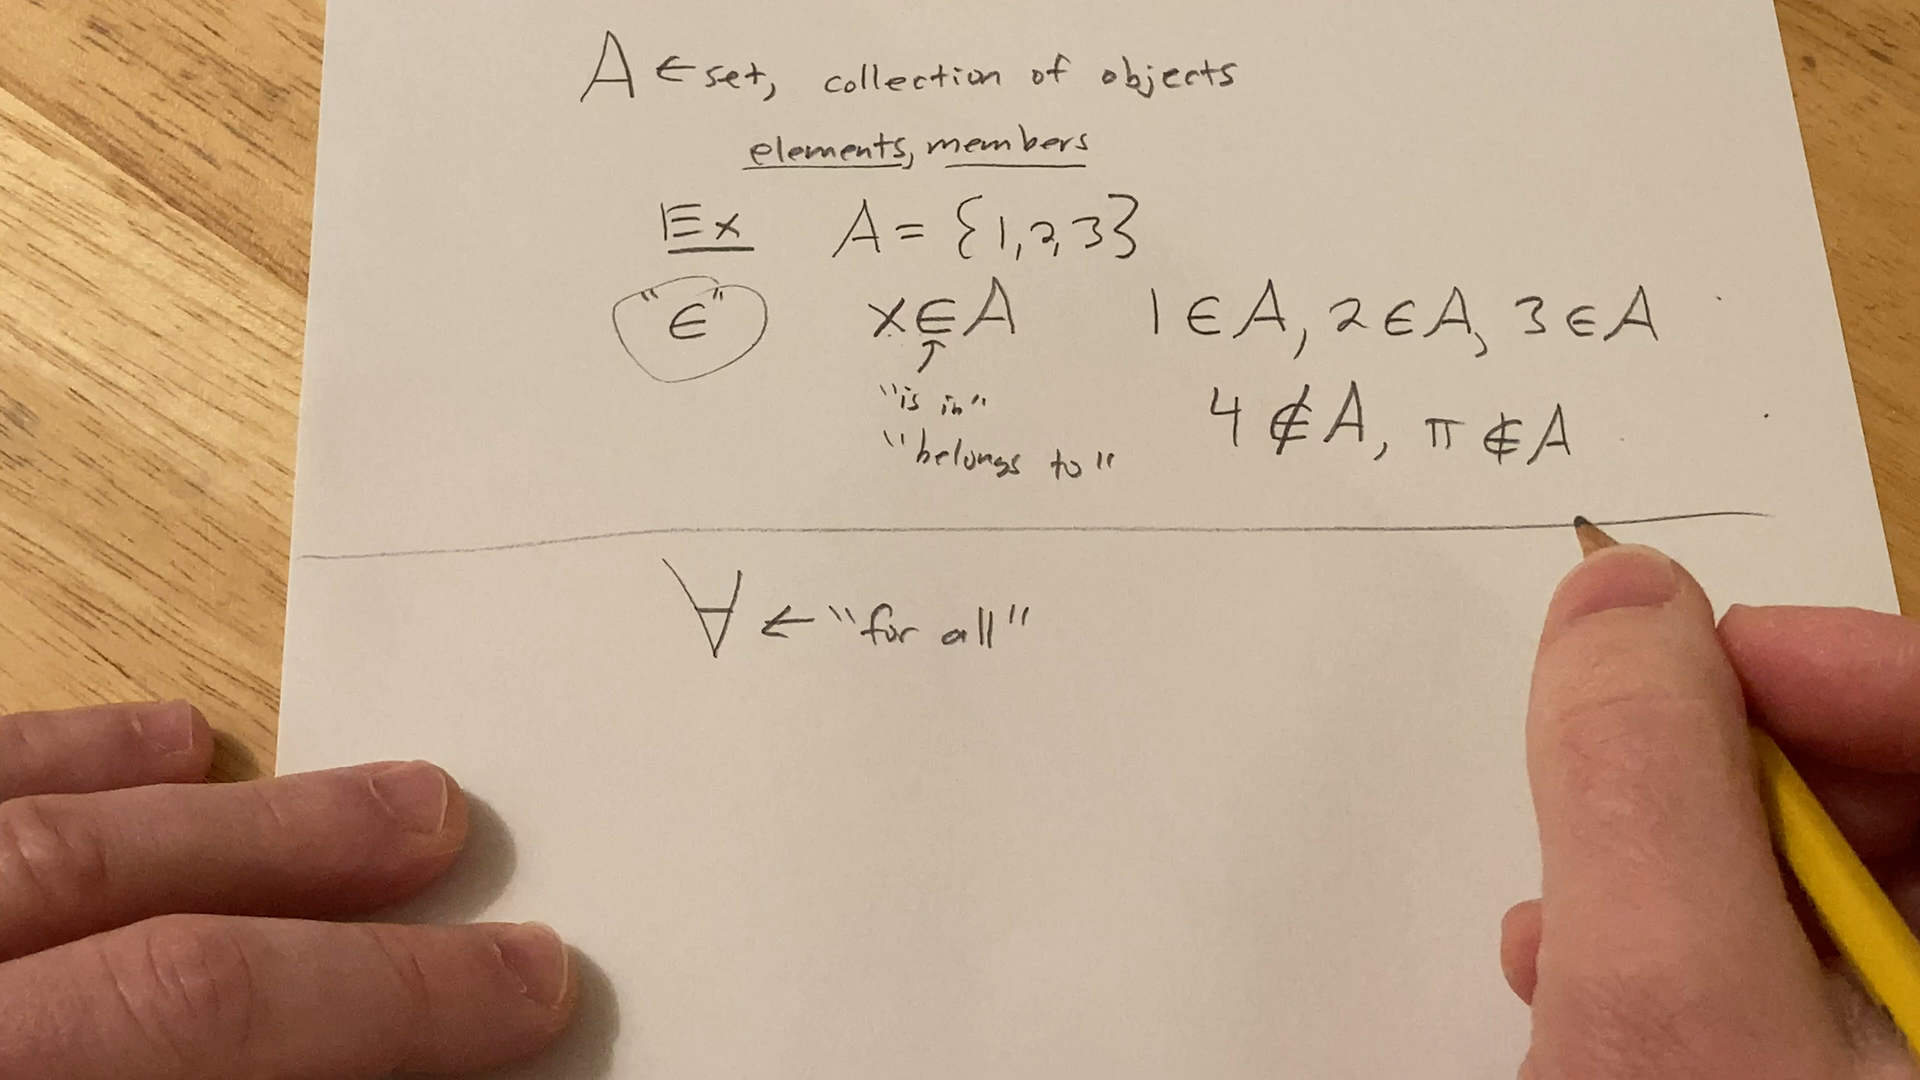 A ← set, collection of objects
elements, members
Ex A = {1,2,3}
"∈" x∈A 1∈A, 2∈A, 3∈A
↑
"is in" 4∉A, π∉A
"belongs to"
∀ ← "for all"